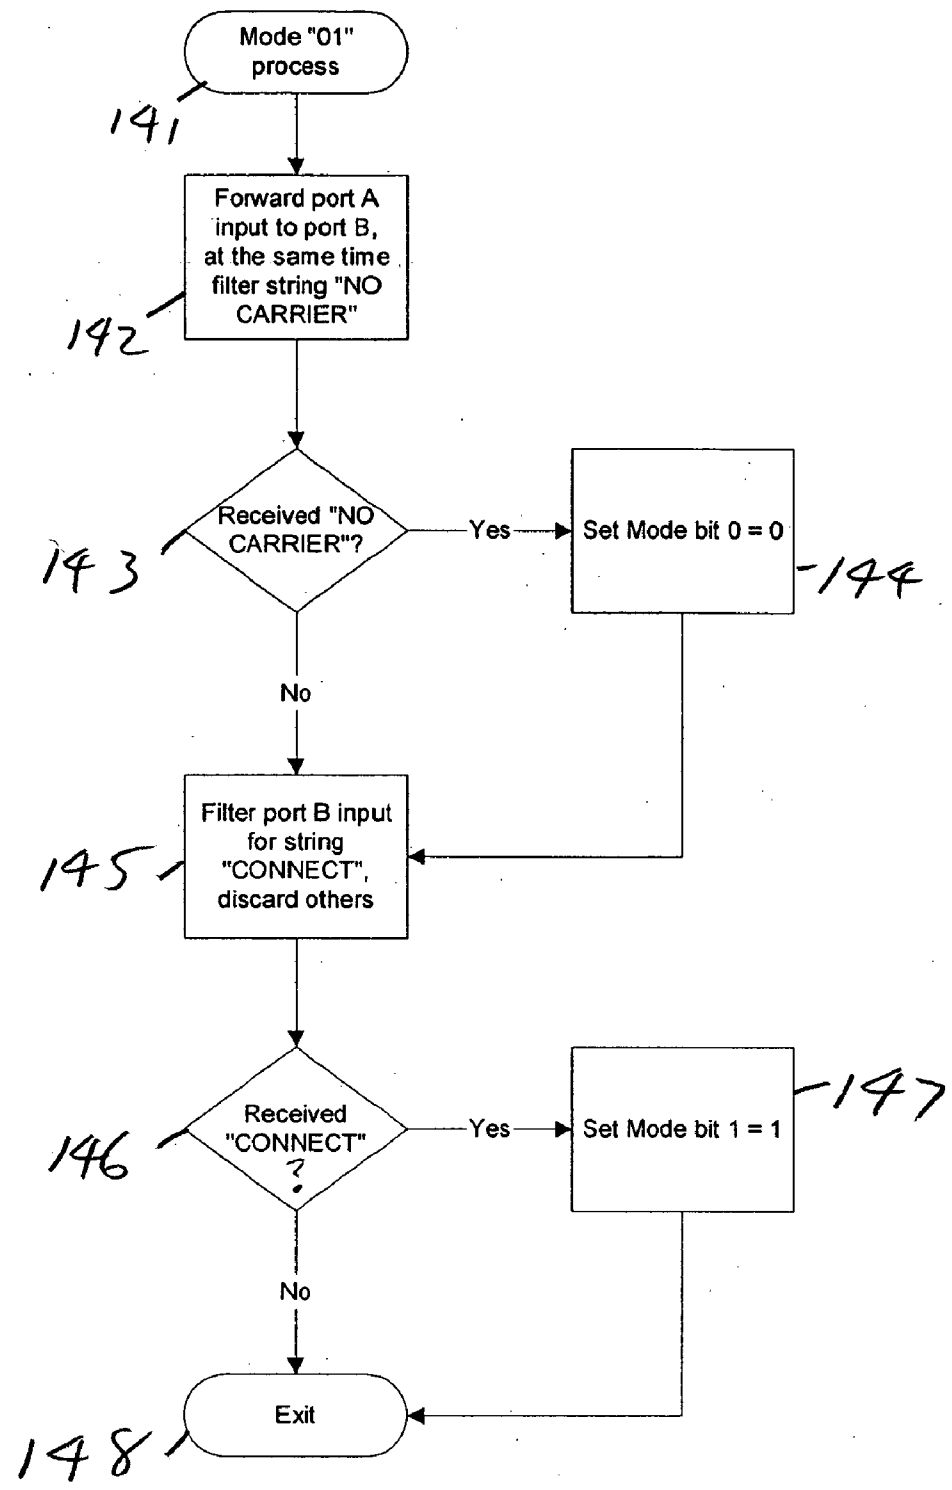 Mode "01"
process
141
Forward port A
input to port B,
at the same time
filter string "NO
CARRIER"
142
Received "NO
CARRIER"?
143
Yes
Set Mode bit 0 = 0
144
No
Filter port B input
for string
"CONNECT",
discard others
145
Received
"CONNECT"
?
146
Yes
Set Mode bit 1 = 1
147
No
Exit
148